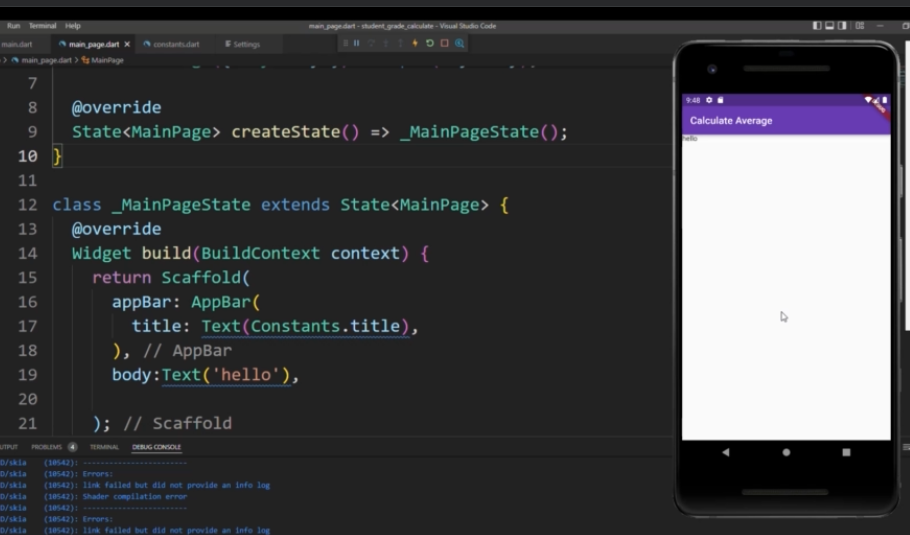 Run Terminal Help
main_page.dart - student_grade_calculate - Visual Studio Code
main.dart main_page.dart constants.dart Settings
> main_page.dart > MainPage
7
8 @override
9 State<MainPage> createState() => _MainPageState();
10 }
11
12 class _MainPageState extends State<MainPage> {
13 @override
14 Widget build(BuildContext context) {
15 return Scaffold(
16 appBar: AppBar(
17 title: Text(Constants.title),
18 ), // AppBar
19 body:Text('hello'),
20
21 ); // Scaffold
UTPUT PROBLEMS 4 TERMINAL DEBUG CONSOLE
D/skia (10542): ------------------------
D/skia (10542): Errors:
D/skia (10542): link failed but did not provide an info log
D/skia (10542): Shader compilation error
D/skia (10542): ------------------------
D/skia (10542): Errors:
D/skia (10542): link failed but did not provide an info log
9:48
Calculate Average
hello